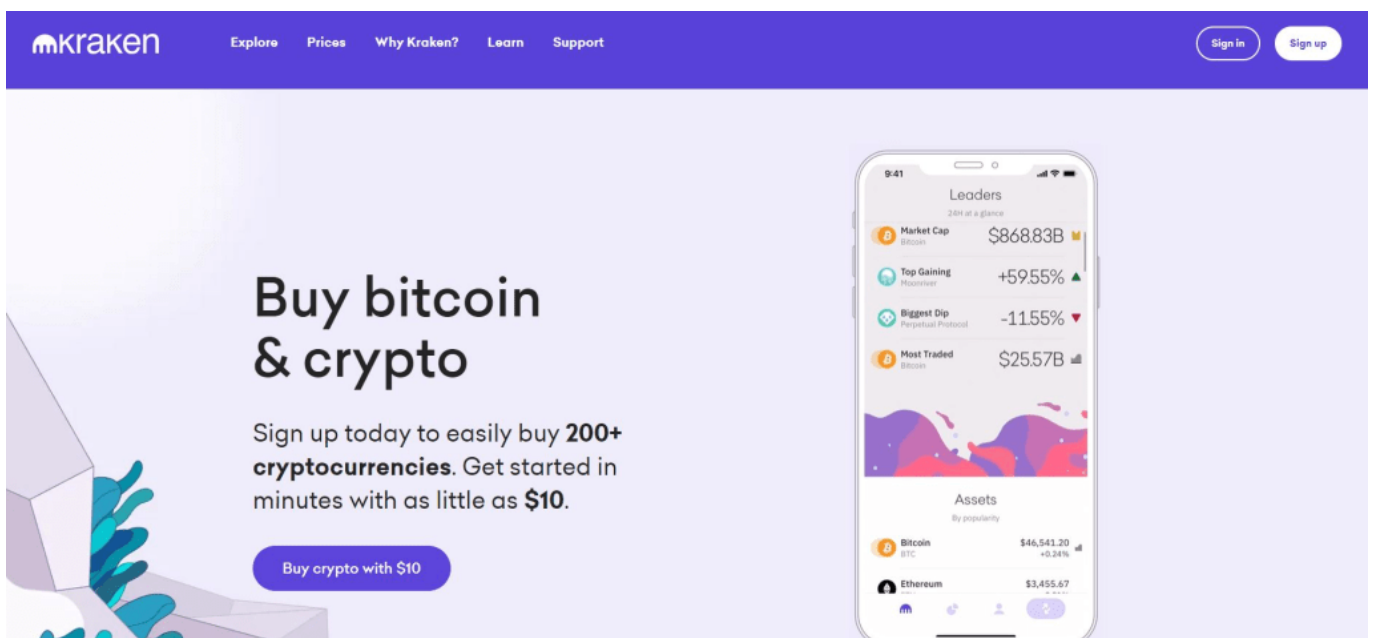 kraken
Explore Prices Why Kraken? Learn Support
Sign in Sign up
Buy bitcoin
& crypto
Sign up today to easily buy 200+
cryptocurrencies. Get started in
minutes with as little as $10.
Buy crypto with $10
9:41
Leaders
24H at a glance
Market Cap $868.83B
Bitcoin
Top Gaining +59.55%
Moonriver
Biggest Dip -11.55%
Perpetual Protocol
Most Traded $25.57B
Bitcoin
Assets
By popularity
Bitcoin $46,541.20
BTC +0.24%
Ethereum $3,455.67